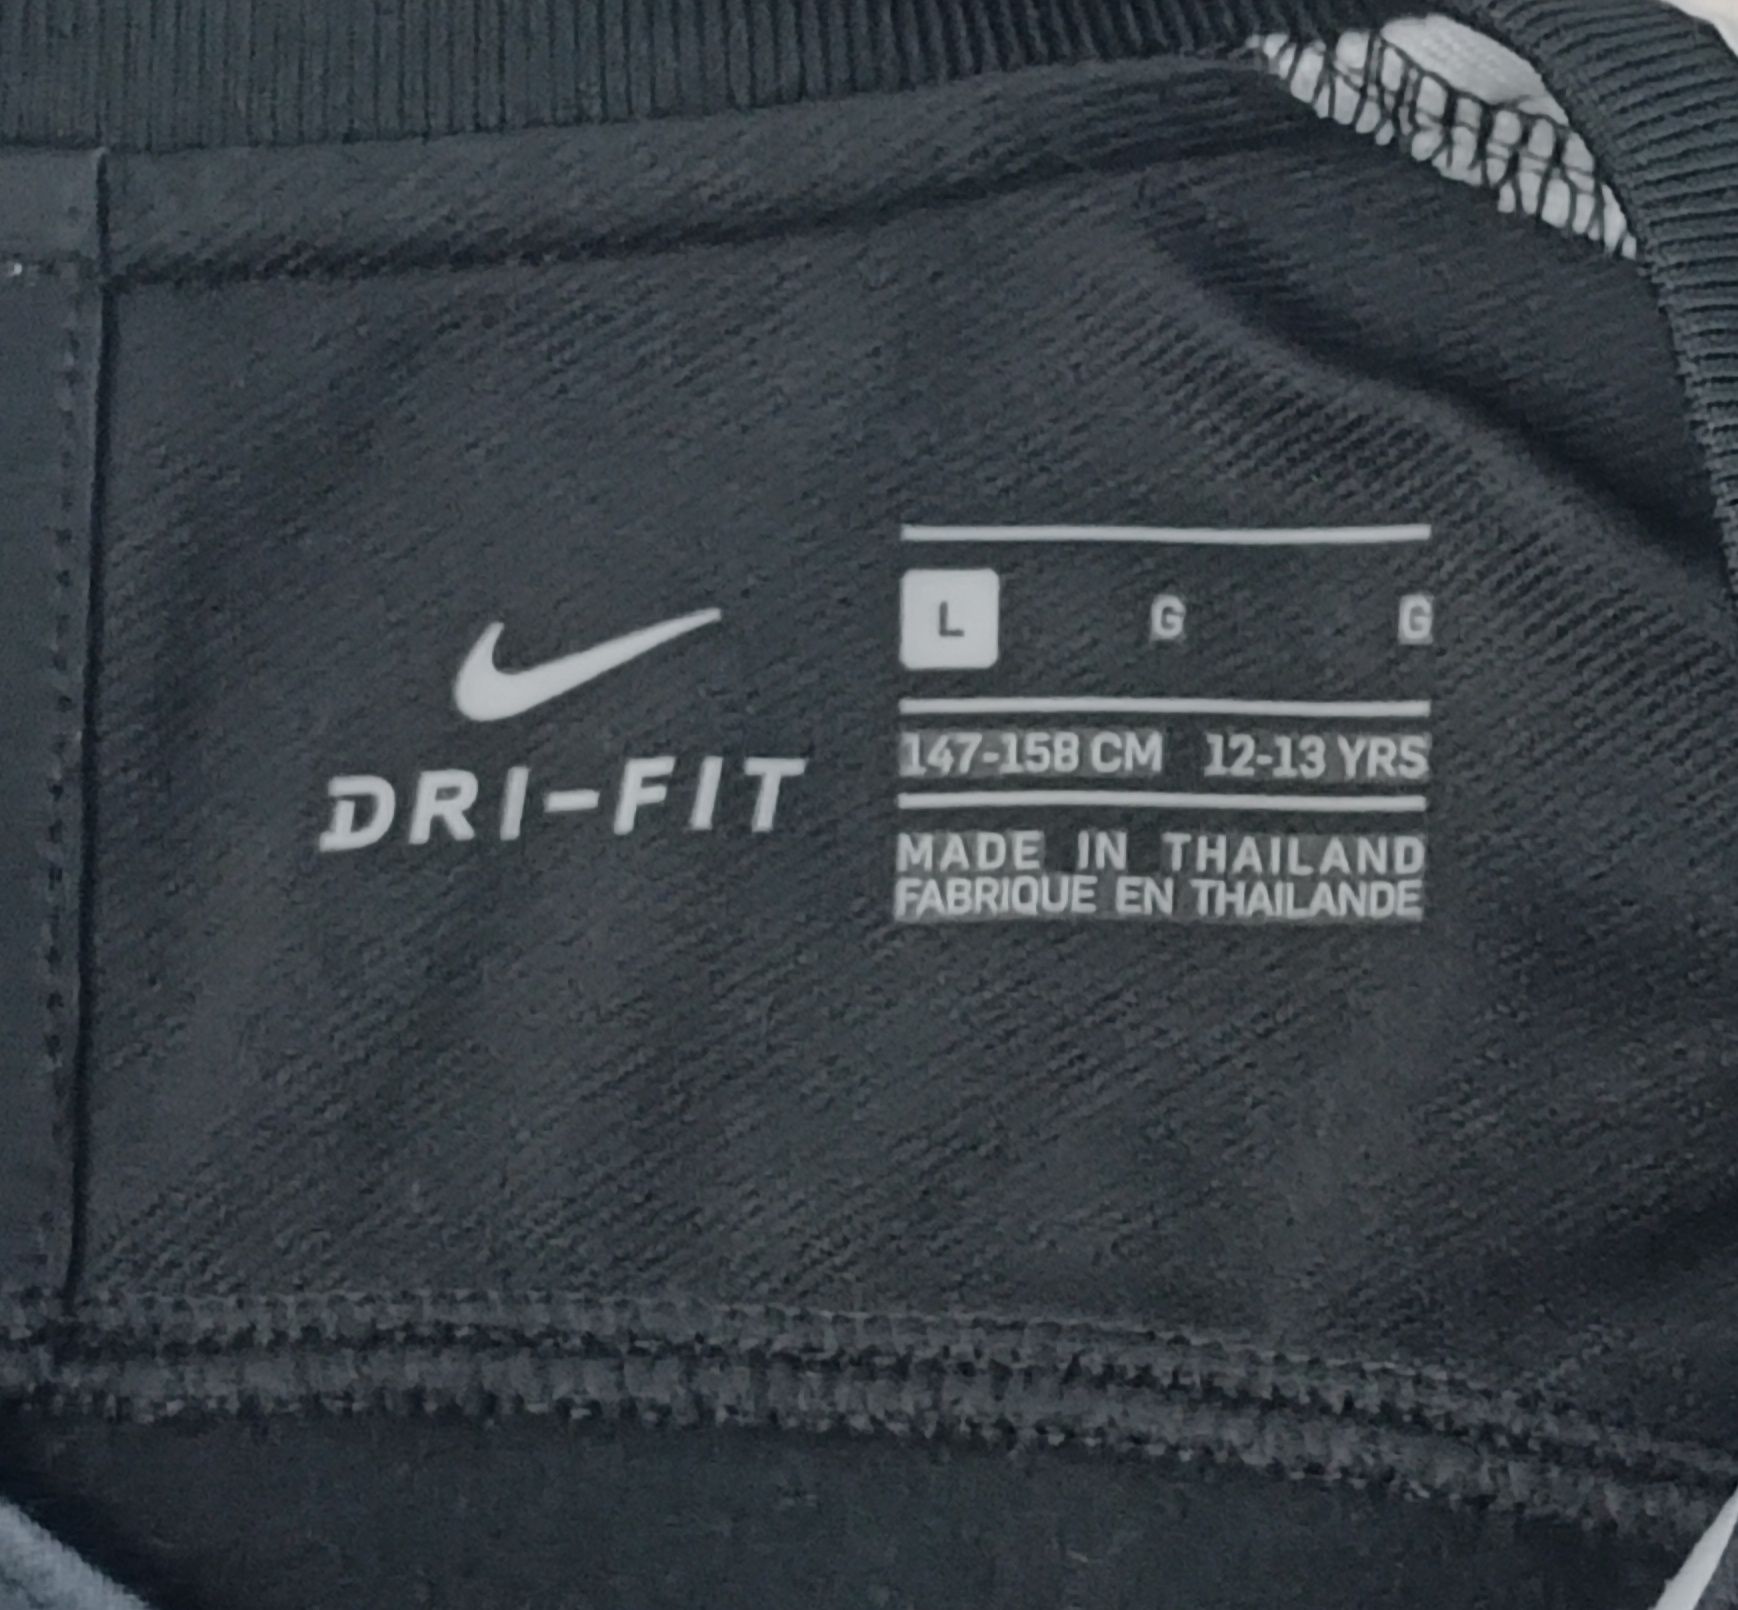 DRI-FIT
L G G
147-158 CM 12-13 YRS
MADE IN THAILAND
FABRIQUE EN THAILANDE